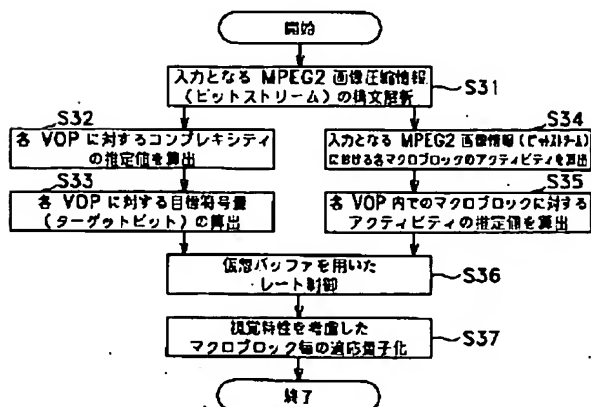 開始
入力となる MPEG2 画像圧縮情報
（ビットストリーム）の構文解析
S31
S32
各 VOP に対するコンプレキシティ
の推定値を算出
S34
入力となる MPEG2 画像情報（ビットストリーム）
における各マクロブロックのアクティビティを算出
S33
各 VOP に対する目標符号量
（ターゲットビット）の算出
S35
各 VOP 内でのマクロブロックに対する
アクティビティの推定値を算出
仮想バッファを用いた
レート制御
S36
視覚特性を考慮した
マクロブロック毎の適応量子化
S37
終了